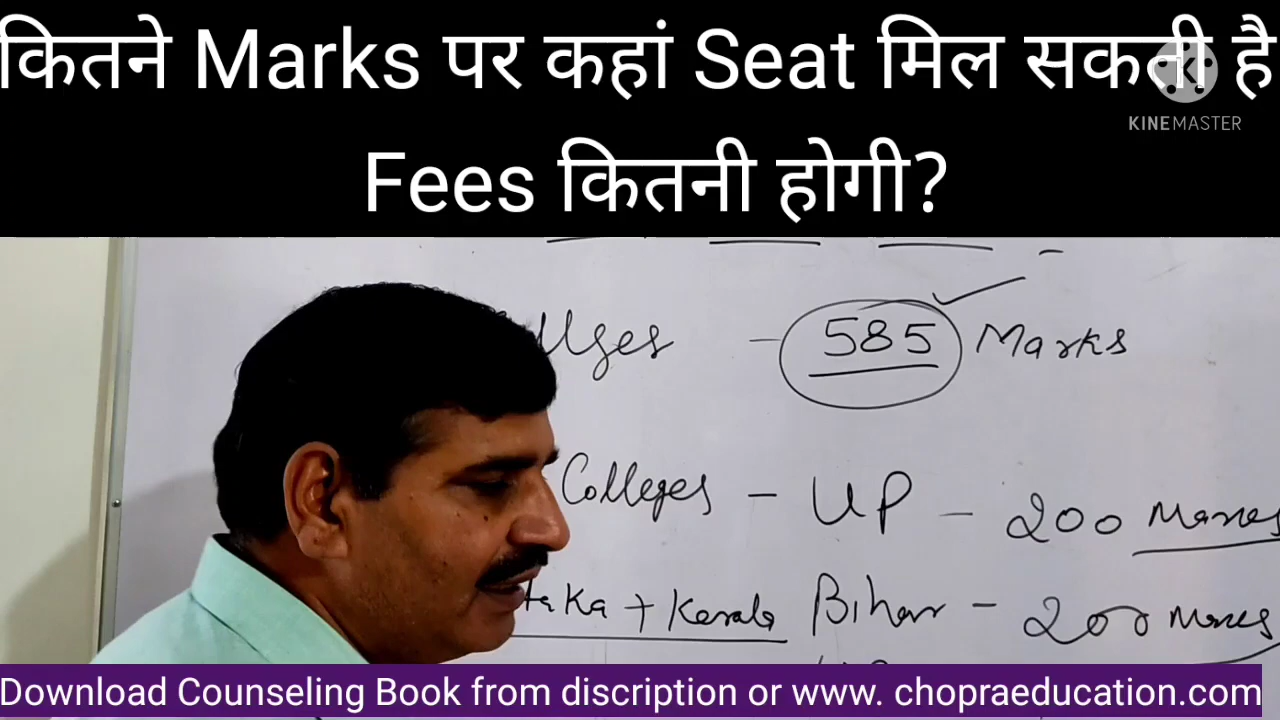 कितने Marks पर कहां Seat मिल सकती है
KINEMASTER
Fees कितनी होगी?
585 Marks
Colleges - UP - 200 Marks
+ Kerala Bihar - 200 Marks
Download Counseling Book from discription or www. chopraeducation.com